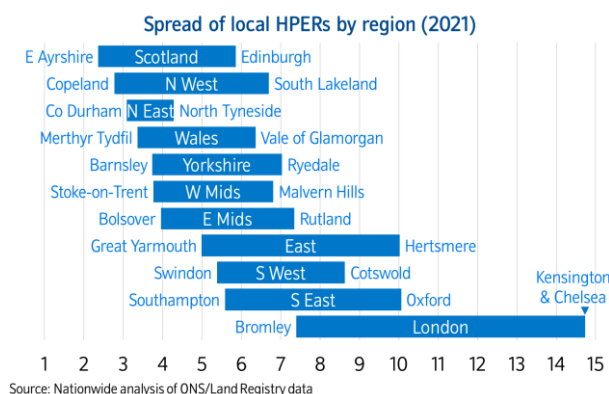 Spread of local HPERs by region (2021)
E Ayrshire Scotland Edinburgh
Copeland N West South Lakeland
Co Durham N East North Tyneside
Merthyr Tydfil Wales Vale of Glamorgan
Barnsley Yorkshire Ryedale
Stoke-on-Trent W Mids Malvern Hills
Bolsover E Mids Rutland
Great Yarmouth East Hertsmere
Swindon S West Cotswold
Kensington
& Chelsea
Southampton S East Oxford
Bromley London
1 2 3 4 5 6 7 8 9 10 11 12 13 14 15
Source: Nationwide analysis of ONS/Land Registry data